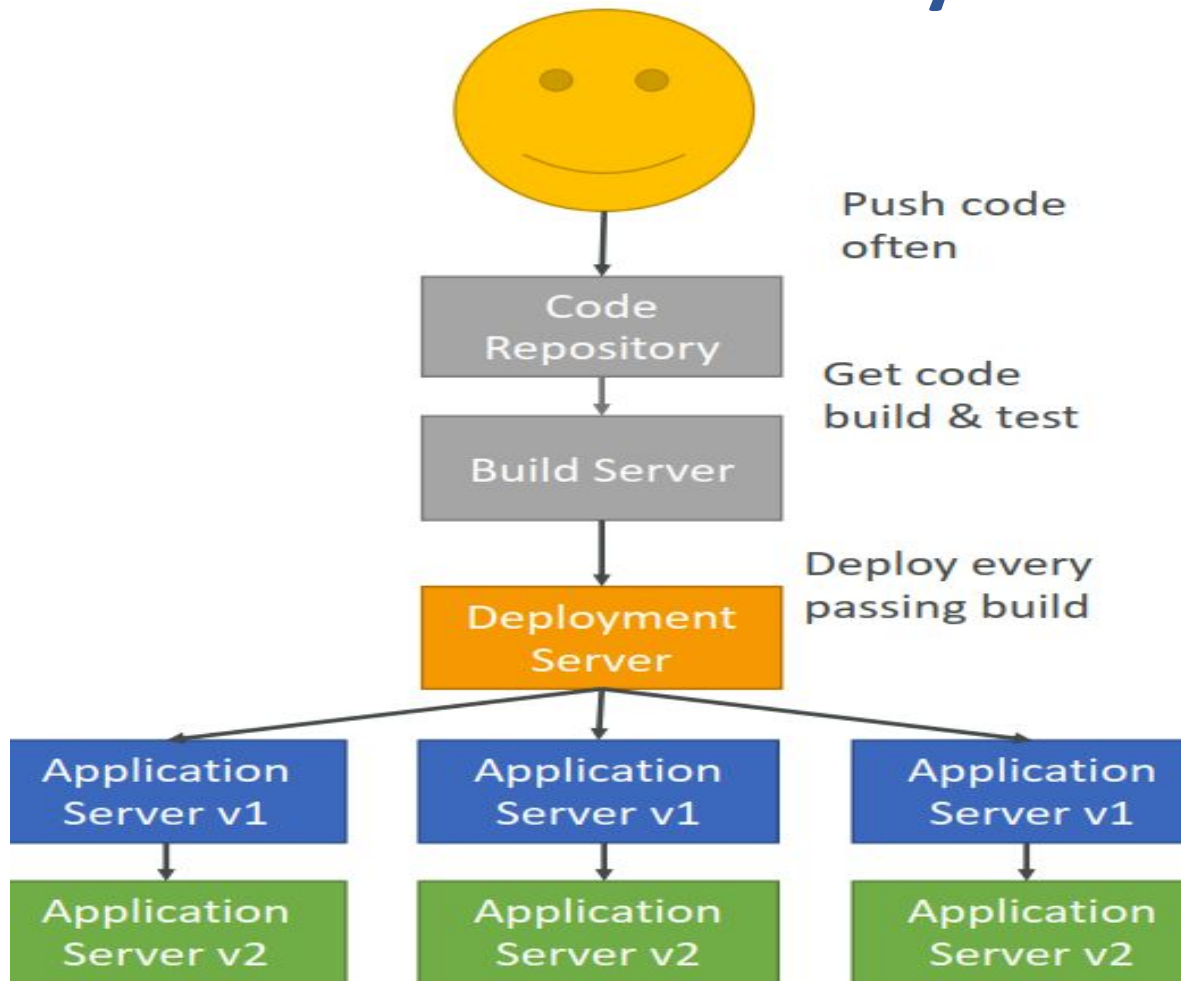 Push code
often
Code
Repository
Get code
build & test
Build Server
Deploy every
passing build
Deployment
Server
Application
Server v1
Application
Server v1
Application
Server v1
Application
Server v2
Application
Server v2
Application
Server v2